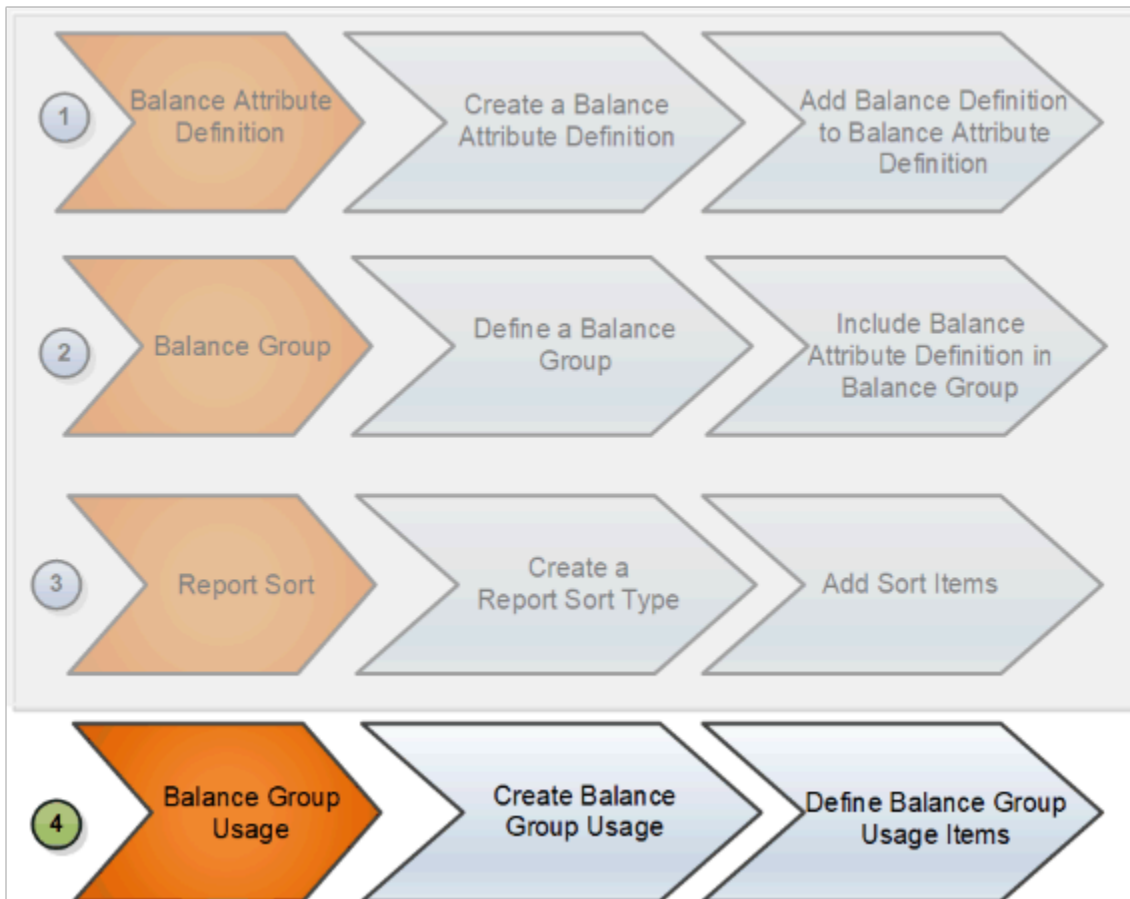 1
Balance Attribute
Definition
Create a Balance
Attribute Definition
Add Balance Definition
to Balance Attribute
Definition
2
Balance Group
Define a Balance
Group
Include Balance
Attribute Definition in
Balance Group
3
Report Sort
Create a
Report Sort Type
Add Sort Items
4
Balance Group
Usage
Create Balance
Group Usage
Define Balance Group
Usage Items